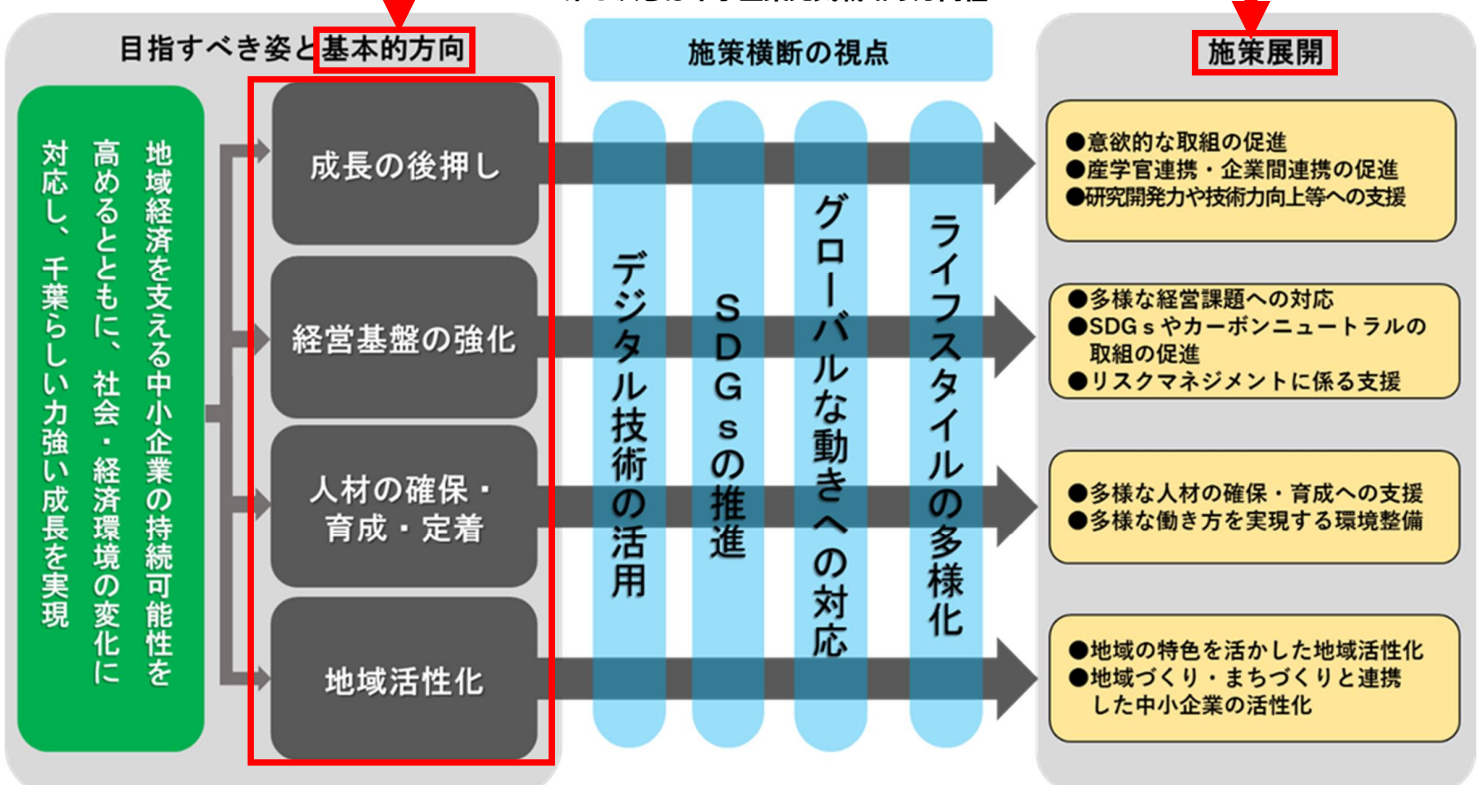 目指すべき姿と基本的方向
地域経済を支える中小企業の持続可能性を
高めるとともに、社会・経済環境の変化に
対応し、千葉らしい力強い成長を実現
成長の後押し
経営基盤の強化
人材の確保・
育成・定着
地域活性化
施策横断の視点
デジタル技術の活用
SDGsの推進
グローバルな動きへの対応
ライフスタイルの多様化
施策展開
●意欲的な取組の促進
●産学官連携・企業間連携の促進
●研究開発力や技術力向上等への支援
●多様な経営課題への対応
●SDGsやカーボンニュートラルの
取組の促進
●リスクマネジメントに係る支援
●多様な人材の確保・育成への支援
●多様な働き方を実現する環境整備
●地域の特色を活かした地域活性化
●地域づくり・まちづくりと連携
した中小企業の活性化